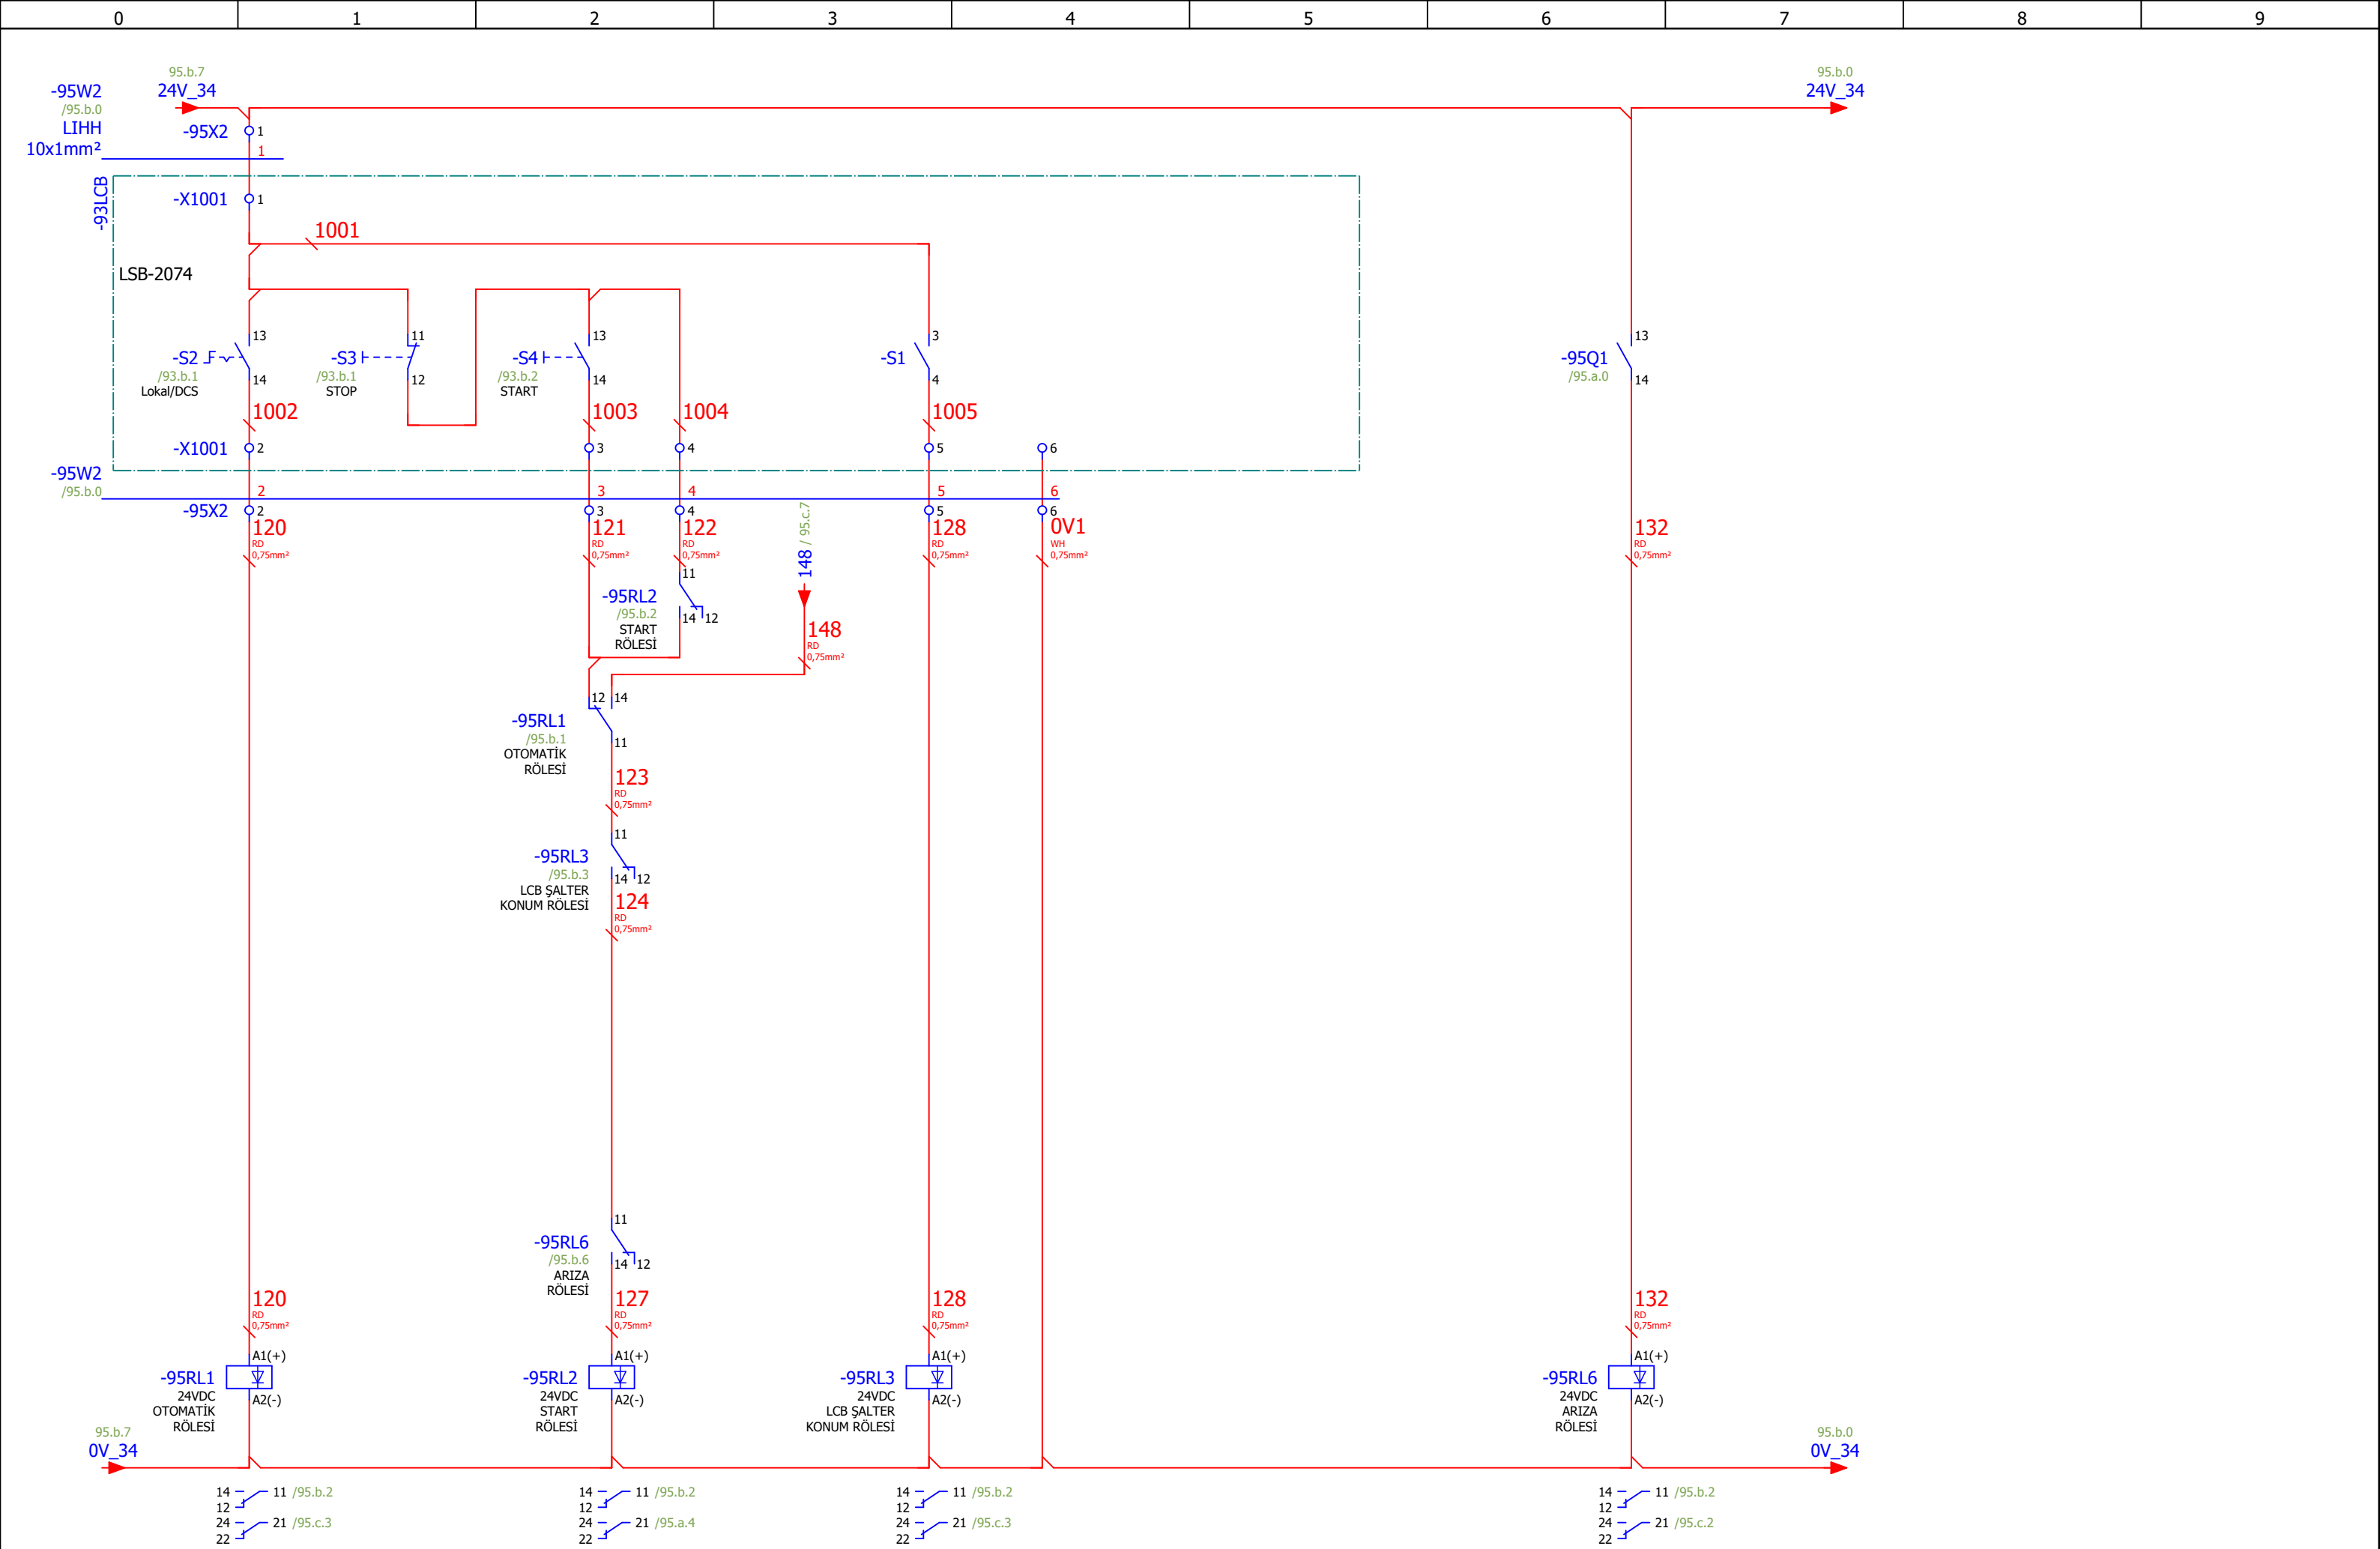 0 1 2 3 4 5 6 7 8 9
95.b.7
24V_34
95.b.0
24V_34
-95W2
/95.b.0
LIHH
10x1mm²
-95X2 1
1
-93LCB
-X1001 1
1001
LSB-2074
13
-S2
/93.b.1
Lokal/DCS
14
1002
11
-S3
/93.b.1
STOP
12
13
-S4
/93.b.2
START
14
1003
1004
3
-S1
4
1005
13
-95Q1
/95.a.0
14
-X1001 2 3 4 5 6
-95W2
/95.b.0
2 3 4 5 6
-95X2 2 3 4 5 6
120
RD
0,75mm²
121
RD
0,75mm²
122
RD
0,75mm²
148 / 95.c.7
128
RD
0,75mm²
0V1
WH
0,75mm²
132
RD
0,75mm²
11
-95RL2
/95.b.2
START
RÖLESİ
14 12
148
RD
0,75mm²
12 14
-95RL1
/95.b.1
OTOMATİK
RÖLESİ
11
123
RD
0,75mm²
11
-95RL3
/95.b.3
LCB ŞALTER
KONUM RÖLESİ
14 12
124
RD
0,75mm²
11
-95RL6
/95.b.6
ARIZA
RÖLESİ
14 12
120
RD
0,75mm²
127
RD
0,75mm²
128
RD
0,75mm²
132
RD
0,75mm²
A1(+)
-95RL1
24VDC
OTOMATİK
RÖLESİ
A2(-)
A1(+)
-95RL2
24VDC
START
RÖLESİ
A2(-)
A1(+)
-95RL3
24VDC
LCB ŞALTER
KONUM RÖLESİ
A2(-)
A1(+)
-95RL6
24VDC
ARIZA
RÖLESİ
A2(-)
95.b.7
0V_34
95.b.0
0V_34
14 11 /95.b.2
12
24 21 /95.c.3
22
14 11 /95.b.2
12
24 21 /95.a.4
22
14 11 /95.b.2
12
24 21 /95.c.3
22
14 11 /95.b.2
12
24 21 /95.c.2
22